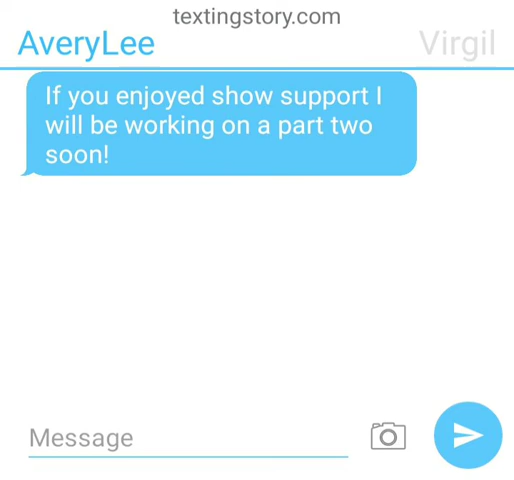 textingstory.com
AveryLee
Virgil
If you enjoyed show support I
will be working on a part two
soon!
Message